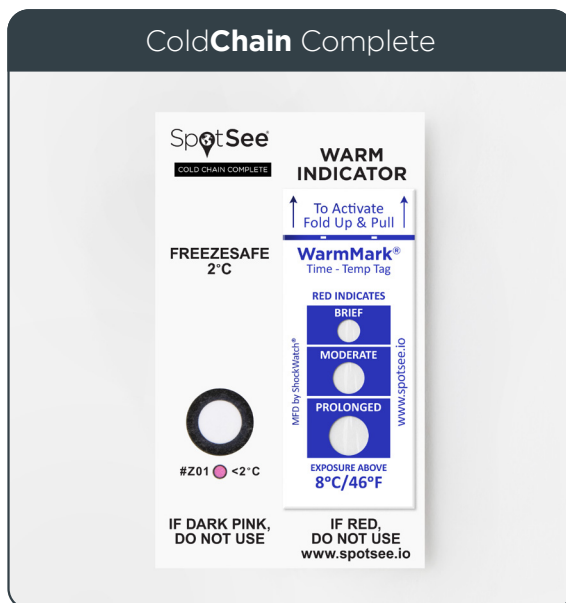 ColdChain Complete
SpotSee®
COLD CHAIN COMPLETE
FREEZESAFE
2°C
#Z01 <2°C
IF DARK PINK,
DO NOT USE
WARM
INDICATOR
To Activate
Fold Up & Pull
WarmMark®
Time - Temp Tag
RED INDICATES
BRIEF
MODERATE
PROLONGED
MFD by ShockWatch®
www.spotsee.io
EXPOSURE ABOVE
8°C/46°F
IF RED,
DO NOT USE
www.spotsee.io